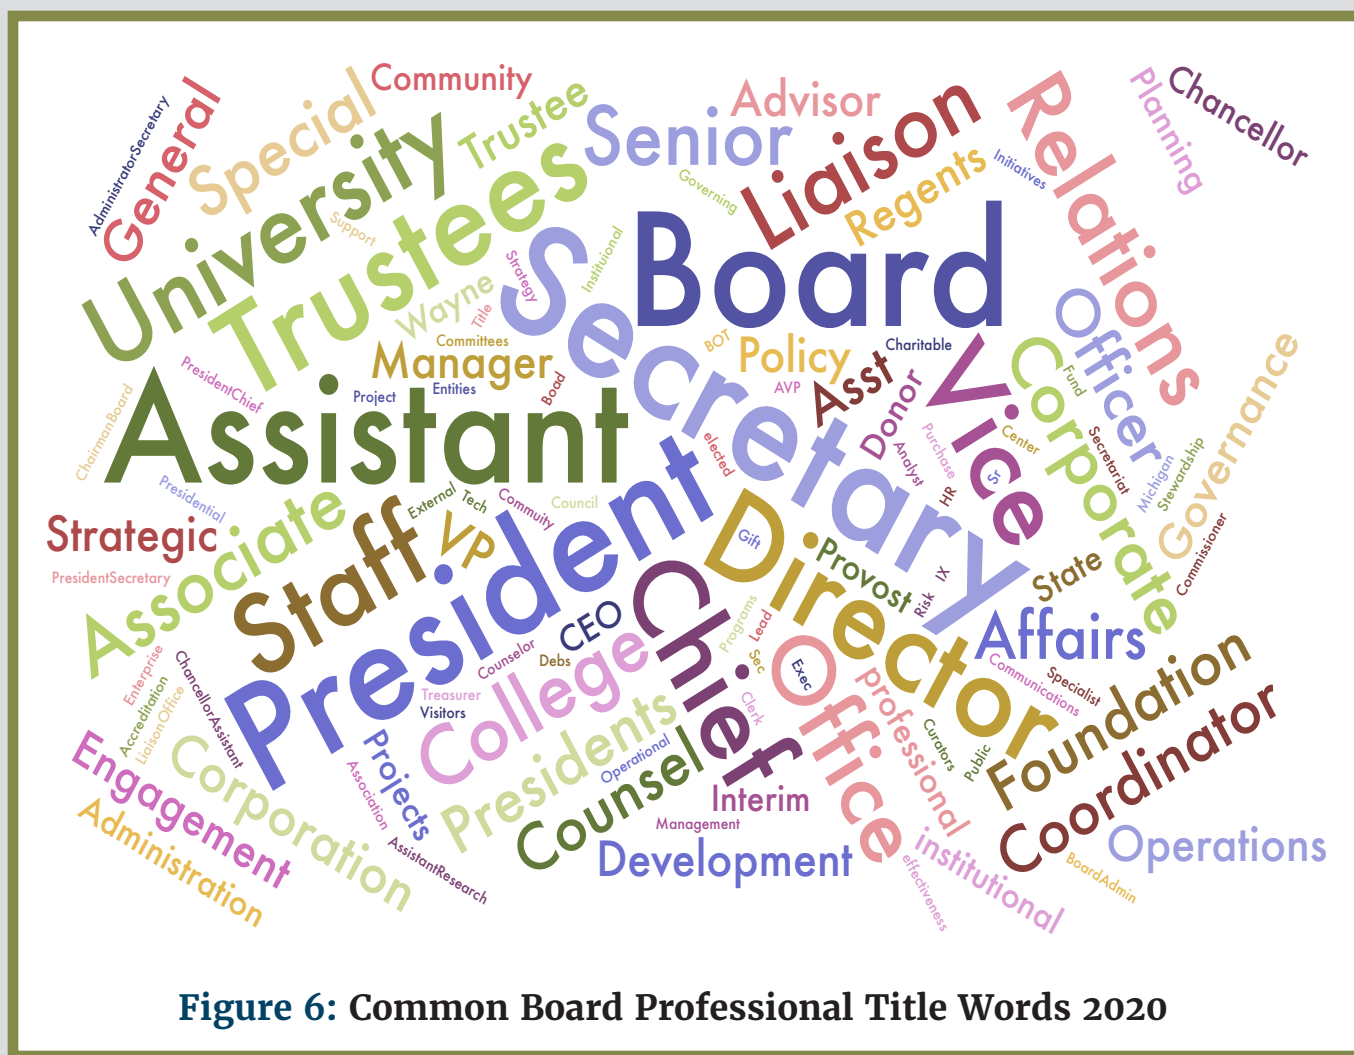 Community
Advisor
Chancellor
Planning
Relations
AdministratorSecretary
General
Special
University
Trustee
Trustees
Senior
Liaison
Regents
Initiatives
Governing
Support
Strategy
Instituional
Board
Wayne
Title
Secretary
Committees
Manager
BOT
Policy
Charitable
Asst
Vice
Officer
Corporate
Governance
PresidentChief
ChairmanBoard
Assistant
Project
Entities
Boad
AVP
Donor
Fund
Center
Secretariat
Purchase
Analyst
Sr
HR
Michigan
Stewardship
elected
Presidential
External
Tech
Commuity
Council
Strategic
Associate
Staff
VP
President
Director
Gift
Provost
IX
Risk
State
Commissioner
PresidentSecretary
CEO
Chief
Programs
Lead
Sec
Affairs
Counselor
Debs
College
Office
Exec
Communications
Specialist
Foundation
Enterprise
Accreditation
LiaisonOffice
ChancellorAssistant
Treasurer
Visitors
Clerk
professional
Curators
Public
Coordinator
Engagement
Corporation
Projects
Presidents
Operational
Association
Counsel
Interim
Management
Administration
AssistantResearch
Development
institutional
effectiveness
Operations
BoardAdmin
Figure 6: Common Board Professional Title Words 2020